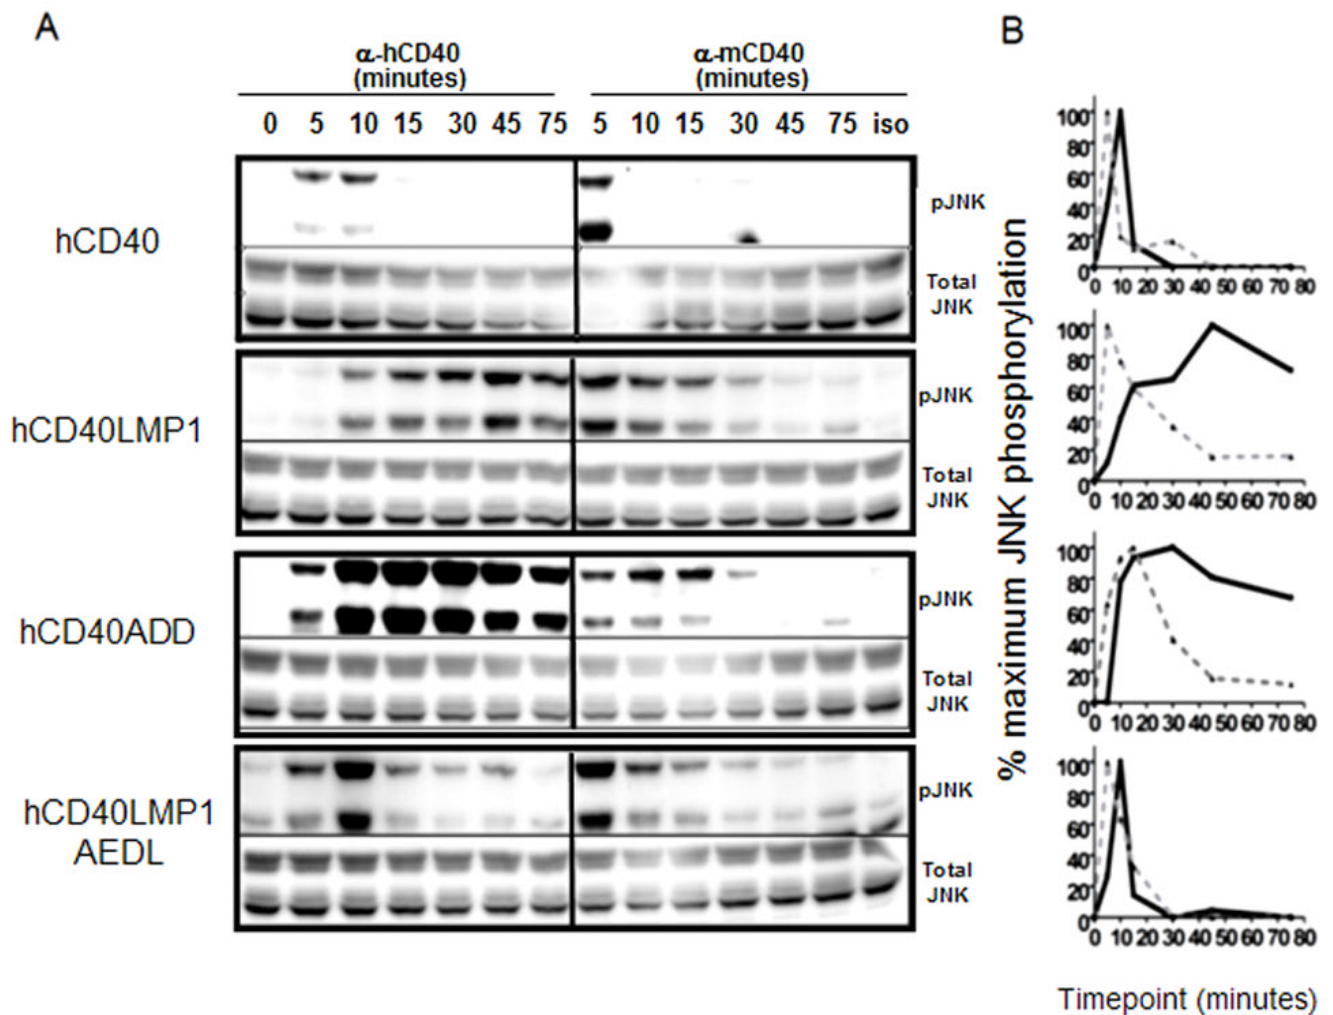 A
B
α-hCD40
(minutes)
α-mCD40
(minutes)
0 5 10 15 30 45 75
5 10 15 30 45 75 iso
hCD40
pJNK
Total
JNK
hCD40LMP1
pJNK
Total
JNK
hCD40ADD
pJNK
Total
JNK
hCD40LMP1
AEDL
pJNK
Total
JNK
% maximum JNK phosphorylation
100
80
60
40
20
0
0 10 20 30 40 50 60 70 80
100
80
60
40
20
0
0 10 20 30 40 50 60 70 80
100
80
60
40
20
0
0 10 20 30 40 50 60 70 80
100
80
60
40
20
0
0 10 20 30 40 50 60 70 80
Timepoint (minutes)